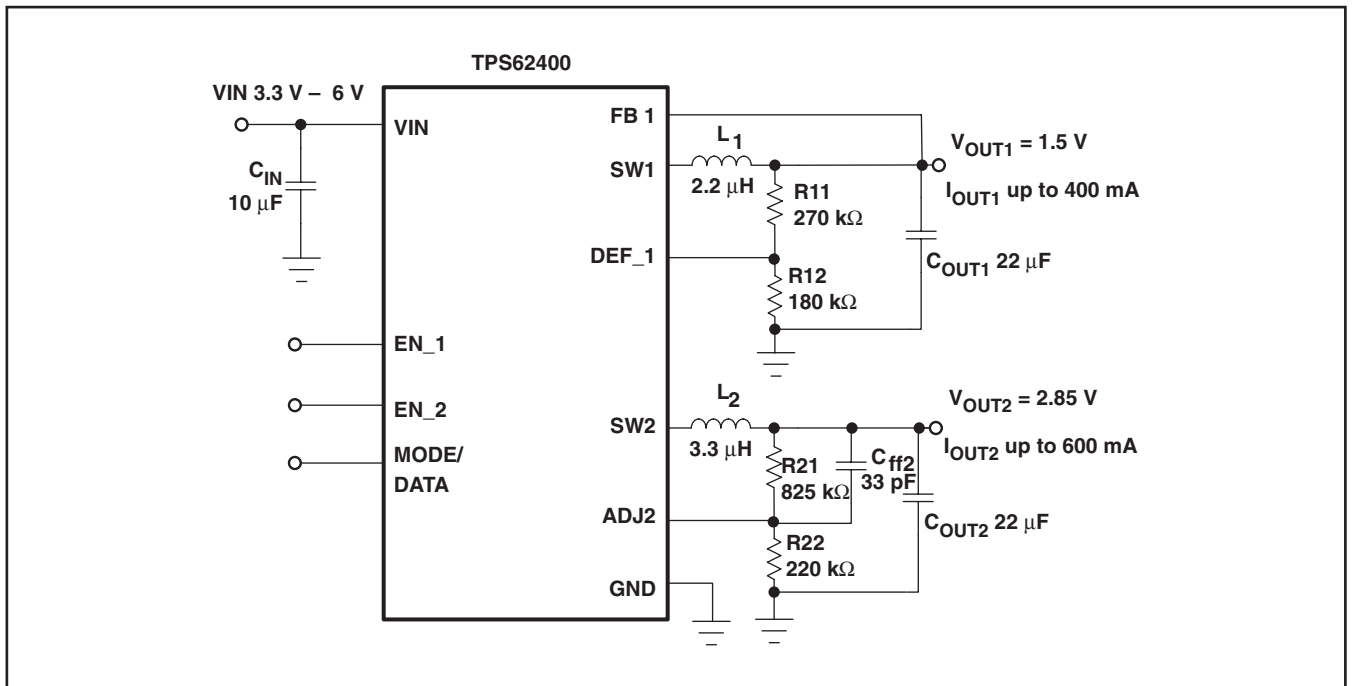 TPS62400
VIN 3.3 V – 6 V
VIN
C_IN
10 μF
EN_1
EN_2
MODE/
DATA
FB 1
SW1
DEF_1
SW2
ADJ2
GND
L_1
2.2 μH
R11
270 kΩ
R12
180 kΩ
V_OUT1 = 1.5 V
I_OUT1 up to 400 mA
C_OUT1 22 μF
L_2
3.3 μH
R21
825 kΩ
C_ff2
33 pF
R22
220 kΩ
V_OUT2 = 2.85 V
I_OUT2 up to 600 mA
C_OUT2 22 μF